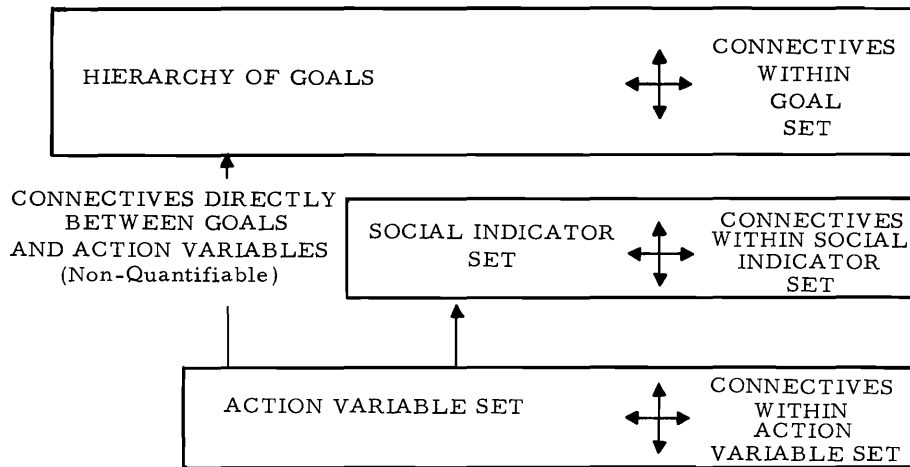 HIERARCHY OF GOALS
CONNECTIVES
WITHIN
GOAL
SET
CONNECTIVES DIRECTLY
BETWEEN GOALS
AND ACTION VARIABLES
(Non-Quantifiable)
SOCIAL INDICATOR
SET
CONNECTIVES
WITHIN SOCIAL
INDICATOR
SET
ACTION VARIABLE SET
CONNECTIVES
WITHIN
ACTION
VARIABLE SET